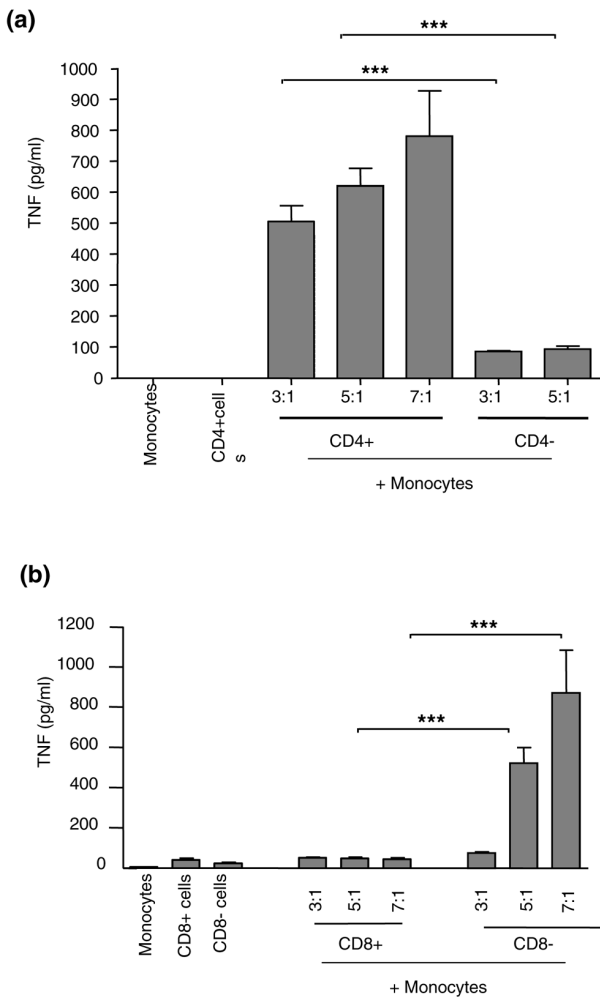 (a)
***
***
1000
900
800
700
600
500
400
300
200
100
0
TNF (pg/ml)
Monocytes
CD4+cell
s
3:1
5:1
7:1
3:1
5:1
CD4+
CD4-
+ Monocytes
(b)
***
***
1200
1000
800
600
400
200
0
TNF (pg/ml)
Monocytes
CD8+ cells
CD8- cells
3:1
5:1
7:1
3:1
5:1
7:1
CD8+
CD8-
+ Monocytes